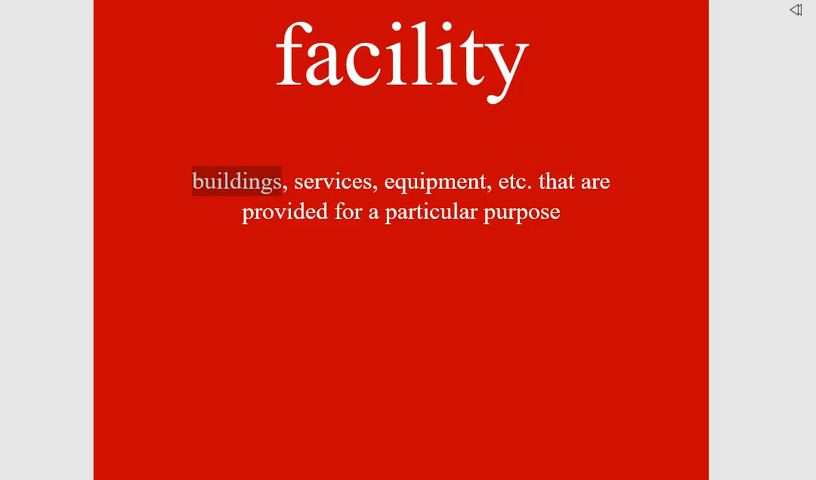 facility
buildings, services, equipment, etc. that are
provided for a particular purpose